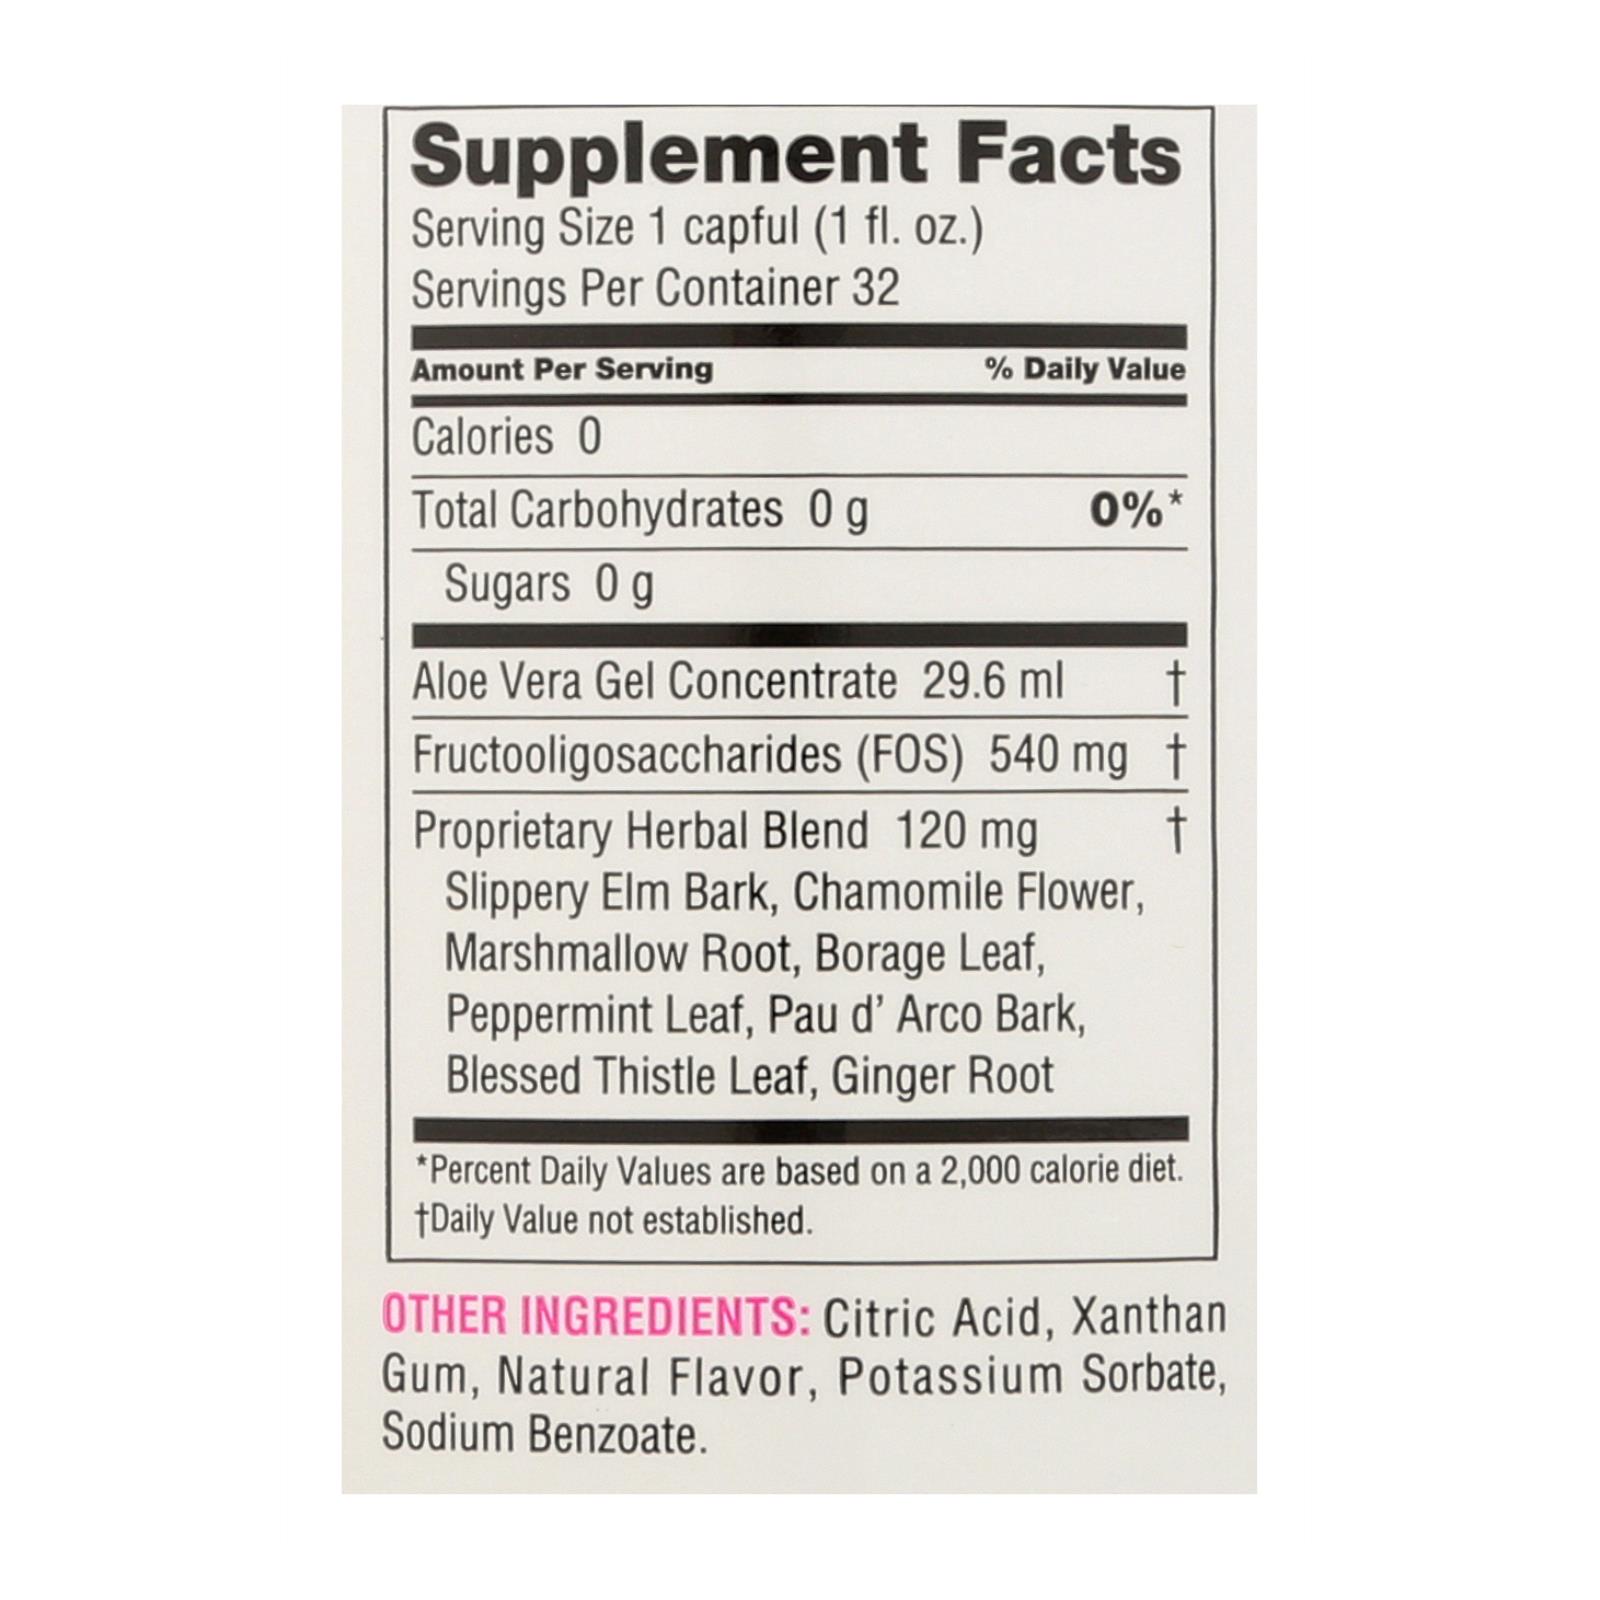 Supplement Facts
Serving Size 1 capful (1 fl. oz.)
Servings Per Container 32
Amount Per Serving % Daily Value
Calories 0
Total Carbohydrates 0 g 0%*
Sugars 0 g
Aloe Vera Gel Concentrate 29.6 ml †
Fructooligosaccharides (FOS) 540 mg †
Proprietary Herbal Blend 120 mg †
Slippery Elm Bark, Chamomile Flower,
Marshmallow Root, Borage Leaf,
Peppermint Leaf, Pau d' Arco Bark,
Blessed Thistle Leaf, Ginger Root
*Percent Daily Values are based on a 2,000 calorie diet.
†Daily Value not established.
OTHER INGREDIENTS: Citric Acid, Xanthan
Gum, Natural Flavor, Potassium Sorbate,
Sodium Benzoate.